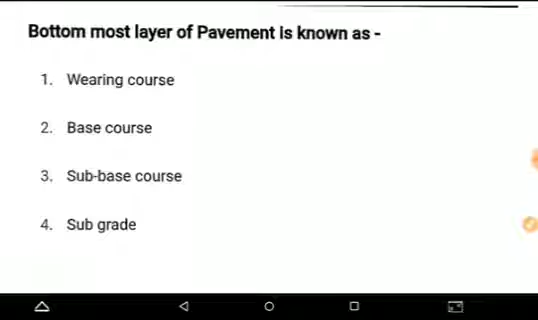 Bottom most layer of Pavement is known as -
1. Wearing course
2. Base course
3. Sub-base course
4. Sub grade